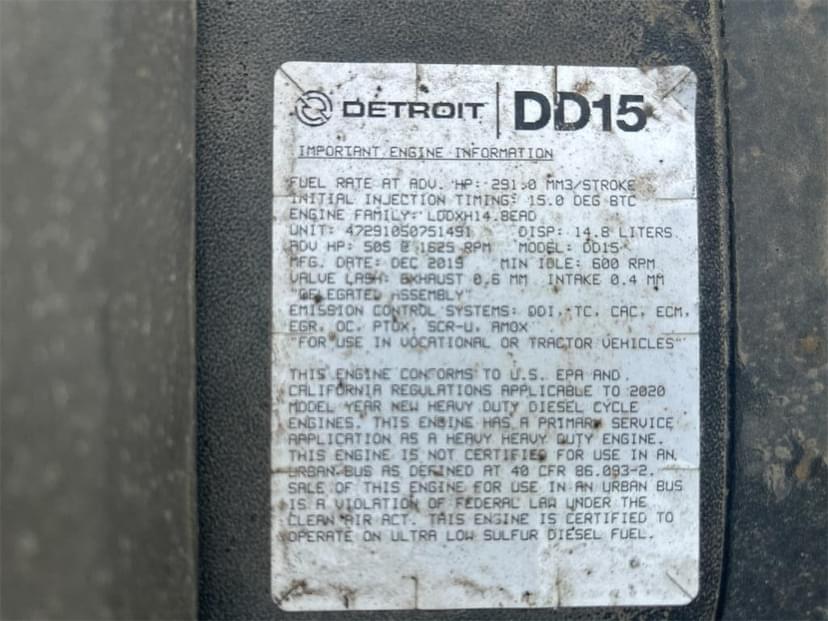 DETROIT DD15
IMPORTANT ENGINE INFORMATION
FUEL RATE AT ADV. HP: 291.0 MM3/STROKE
INITIAL INJECTION TIMING: 15.0 DEG BTC
ENGINE FAMILY: LDDXH14.8EAD
UNIT: 47291050751491 DISP: 14.8 LITERS
ADV HP: 505 @ 1625 RPM MODEL: DD15
MFG. DATE: DEC 2019 MIN IDLE: 600 RPM
VALVE LASH: EXHAUST 0.6 MM INTAKE 0.4 MM
"DELEGATED ASSEMBLY"
EMISSION CONTROL SYSTEMS: DDI, TC, CAC, ECM,
EGR, OC, PTOX, SCR-U, AMOX
"FOR USE IN VOCATIONAL OR TRACTOR VEHICLES"
THIS ENGINE CONFORMS TO U.S. EPA AND
CALIFORNIA REGULATIONS APPLICABLE TO 2020
MODEL YEAR NEW HEAVY DUTY DIESEL CYCLE
ENGINES. THIS ENGINE HAS A PRIMARY SERVICE
APPLICATION AS A HEAVY HEAVY DUTY ENGINE.
THIS ENGINE IS NOT CERTIFIED FOR USE IN AN
URBAN BUS AS DEFINED AT 40 CFR 86.093-2.
SALE OF THIS ENGINE FOR USE IN AN URBAN BUS
IS A VIOLATION OF FEDERAL LAW UNDER THE
CLEAN AIR ACT. THIS ENGINE IS CERTIFIED TO
OPERATE ON ULTRA LOW SULFUR DIESEL FUEL.